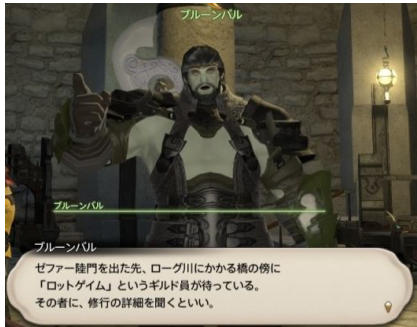 ブルーンバル
ブルーンバル
ブルーンバル
ゼファー陸門を出た先、ローグ川にかかる橋の傍に
「ロットゲイム」というギルド員が待っている。
その者に、修行の詳細を聞くといい。